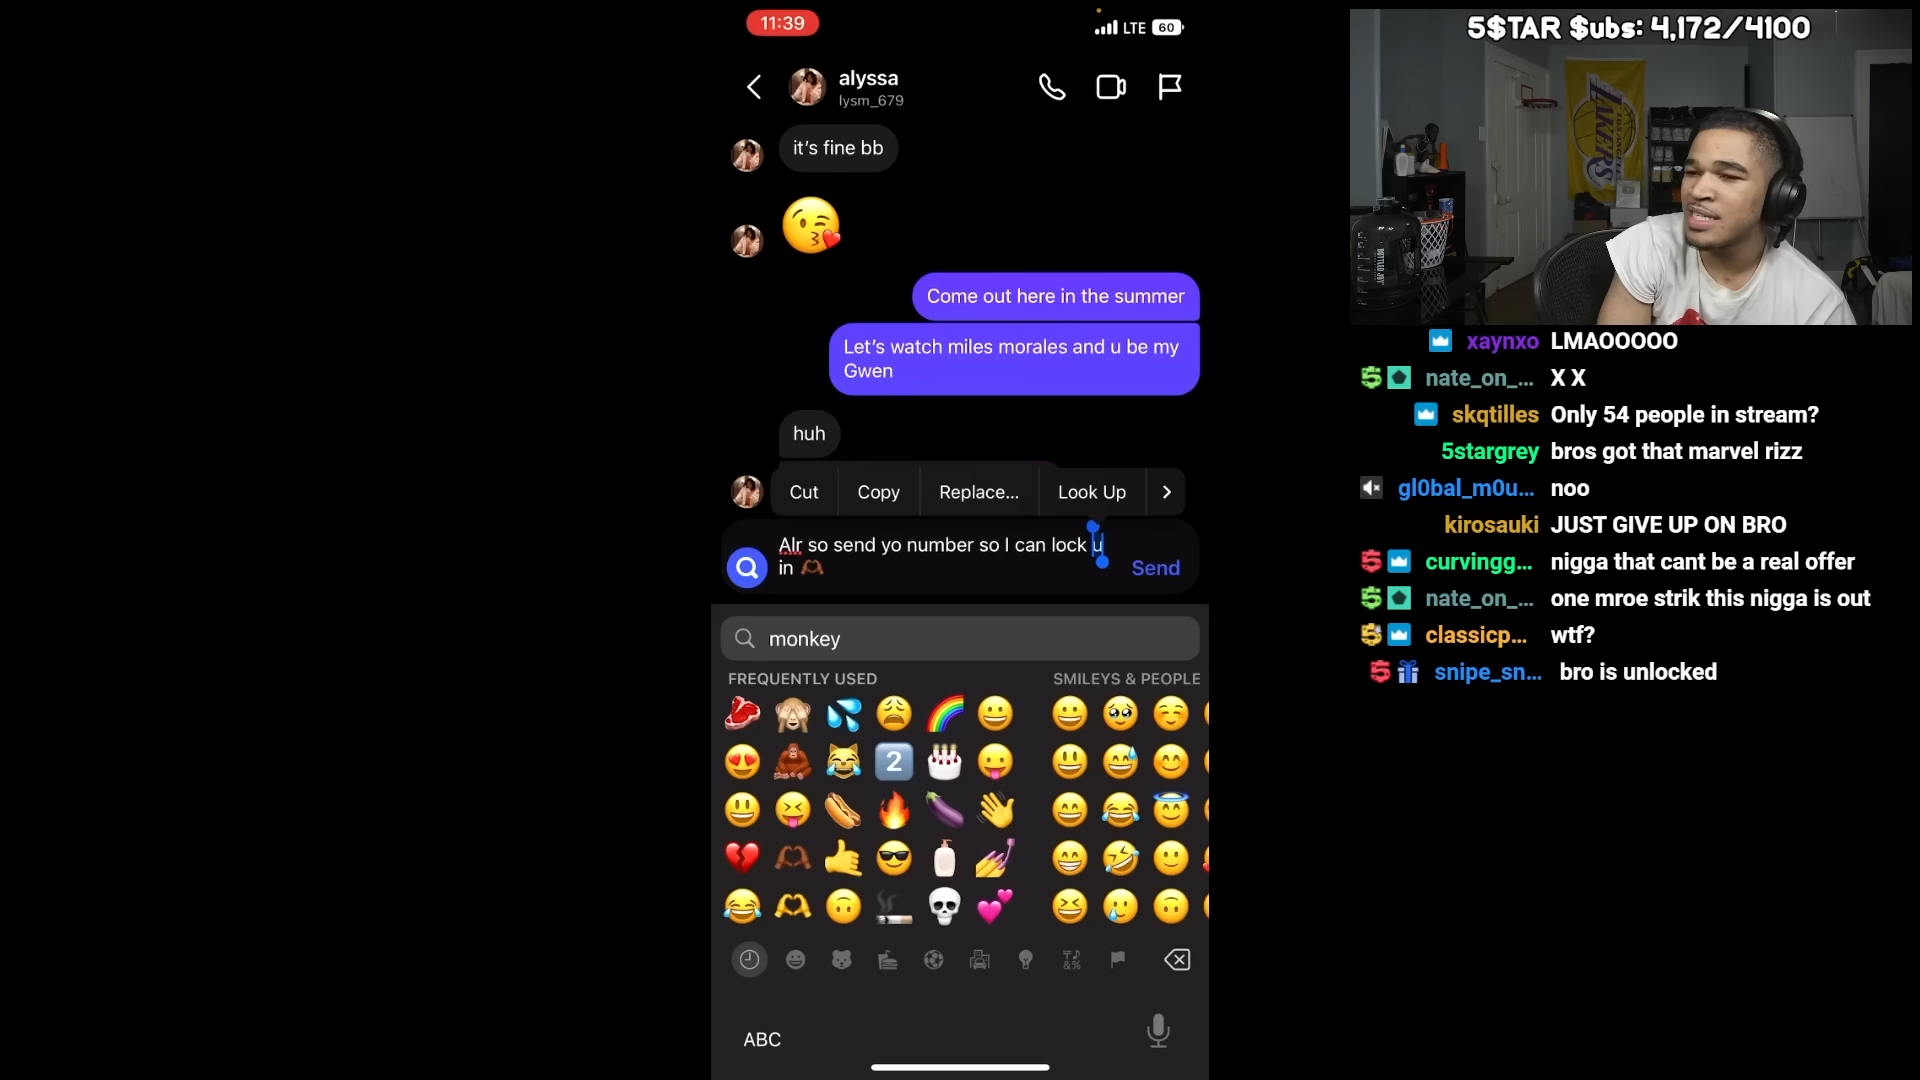 11:39
LTE 60
alyssa
lysm_679
it's fine bb
Come out here in the summer
Let's watch miles morales and u be my
Gwen
huh
Cut Copy Replace... Look Up
Alr so send yo number so I can lock u
in 🫶🏾
Send
monkey
FREQUENTLY USED SMILEYS & PEOPLE
2
ABC
5$TAR $ubs: 4,172/4100
LAKERS
xaynxo LMAOOOOO
nate_on_... X X
skqtilles Only 54 people in stream?
5stargrey bros got that marvel rizz
gl0bal_m0u... noo
kirosauki JUST GIVE UP ON BRO
curvingg... nigga that cant be a real offer
nate_on_... one mroe strik this nigga is out
classicp... wtf?
snipe_sn... bro is unlocked